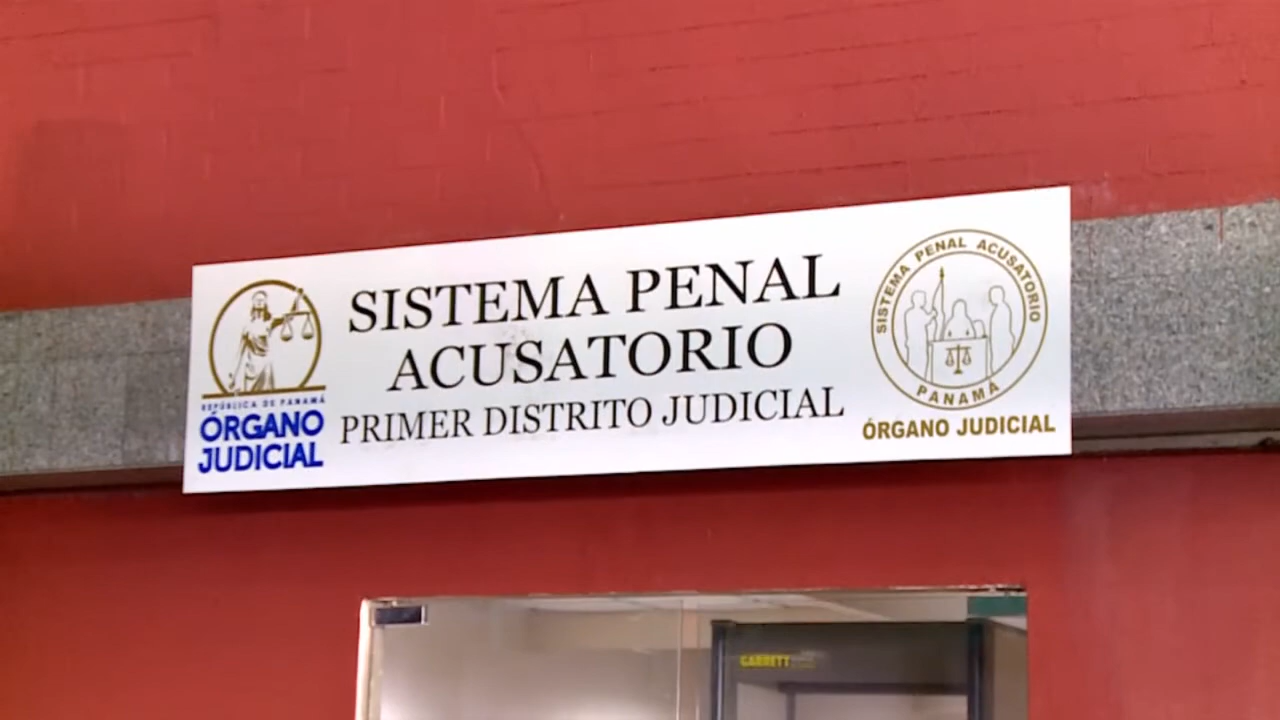 REPÚBLICA DE PANAMÁ
ÓRGANO
JUDICIAL
SISTEMA PENAL
ACUSATORIO
PRIMER DISTRITO JUDICIAL
SISTEMA PENAL ACUSATORIO
PANAMÁ
ÓRGANO JUDICIAL
GARRETT